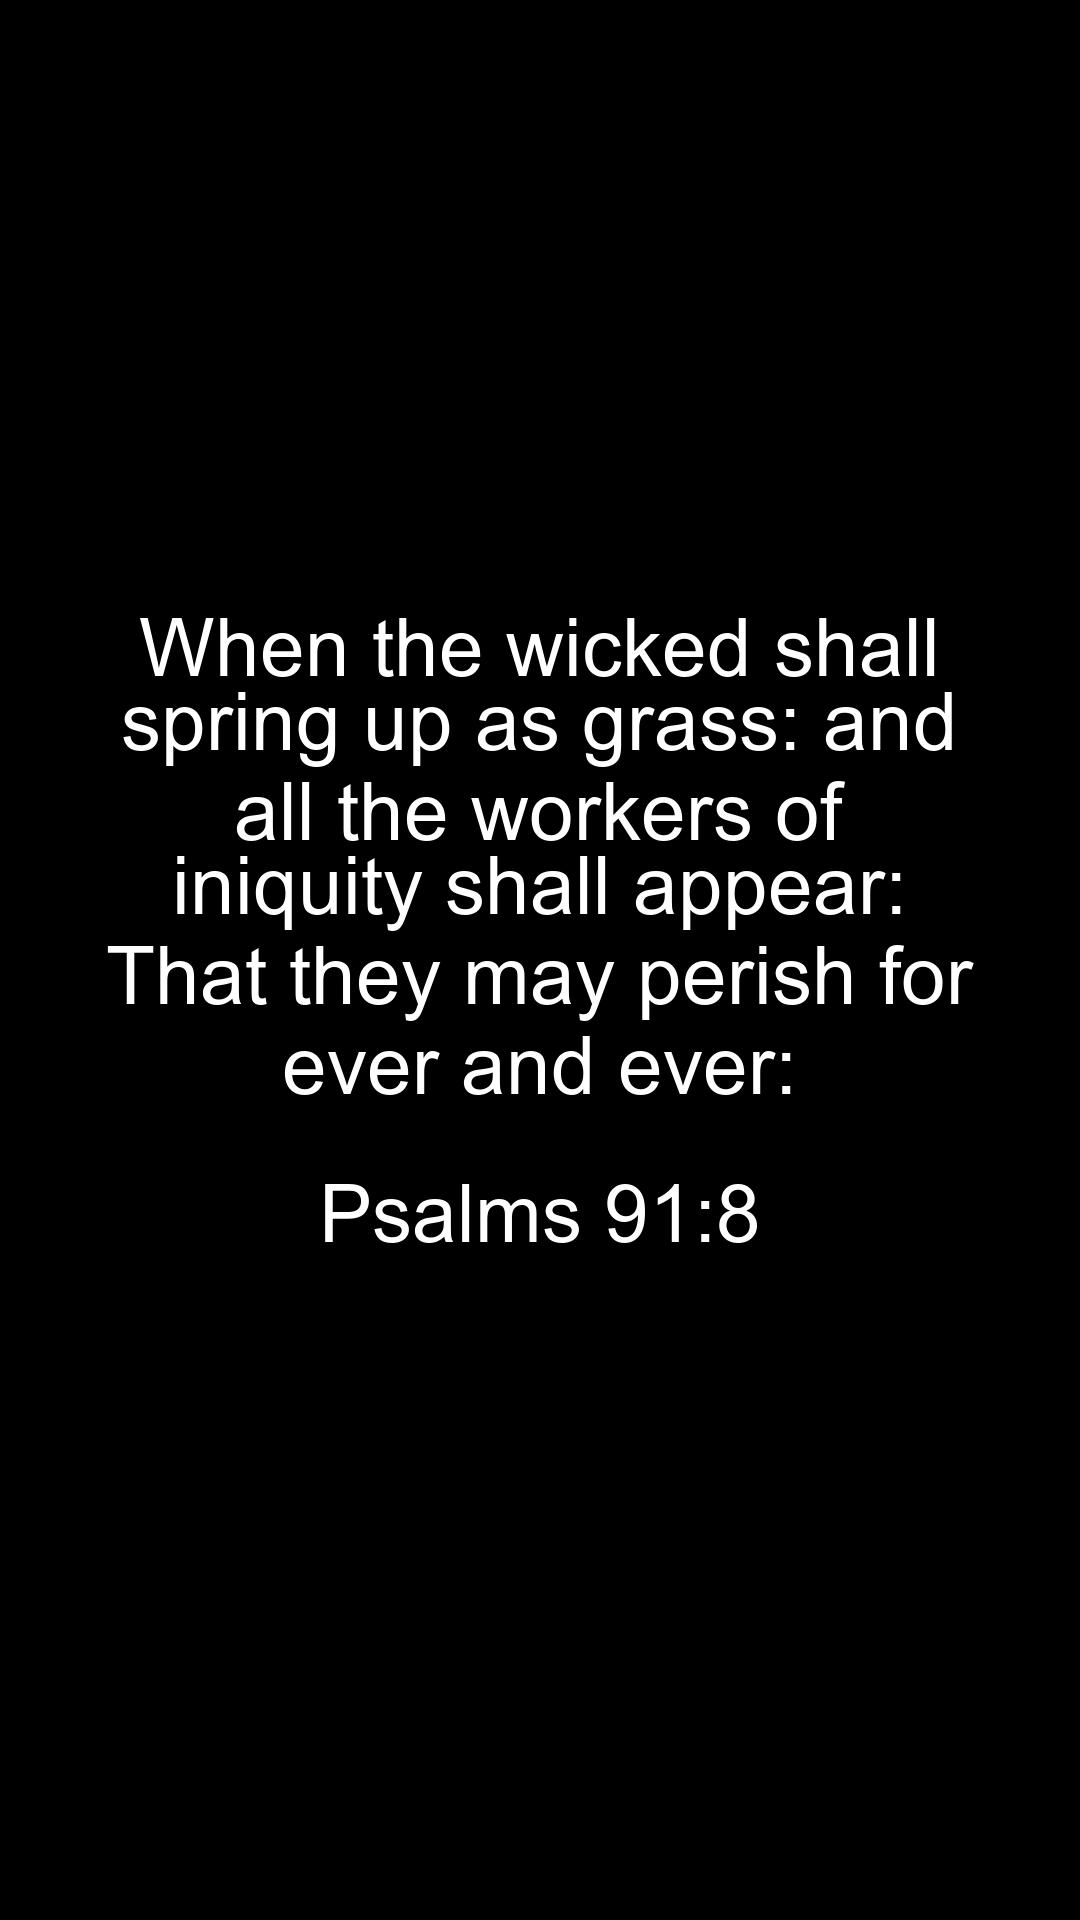 When the wicked shall
spring up as grass: and
all the workers of
iniquity shall appear:
That they may perish for
ever and ever:
Psalms 91:8